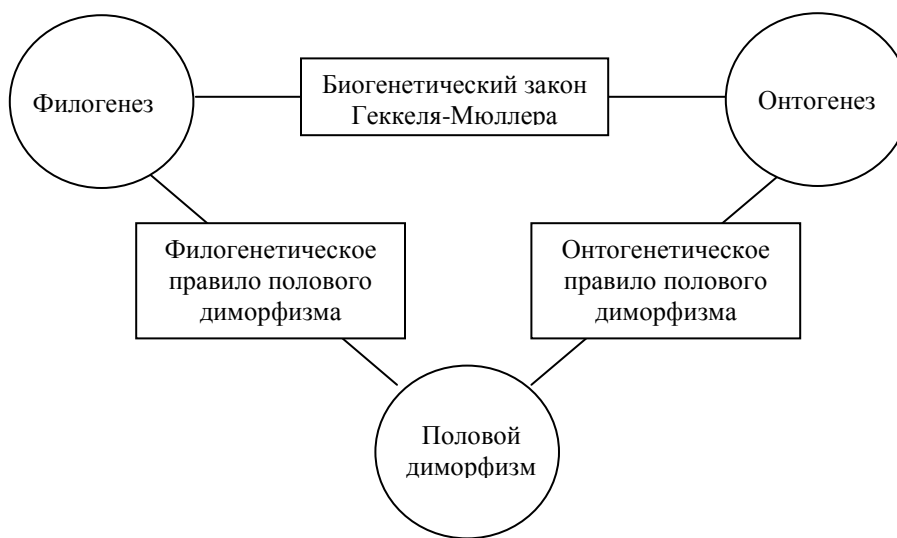 Филогенез
Биогенетический закон
Геккеля-Мюллера
Онтогенез
Филогенетическое
правило полового
диморфизма
Онтогенетическое
правило полового
диморфизма
Половой
диморфизм